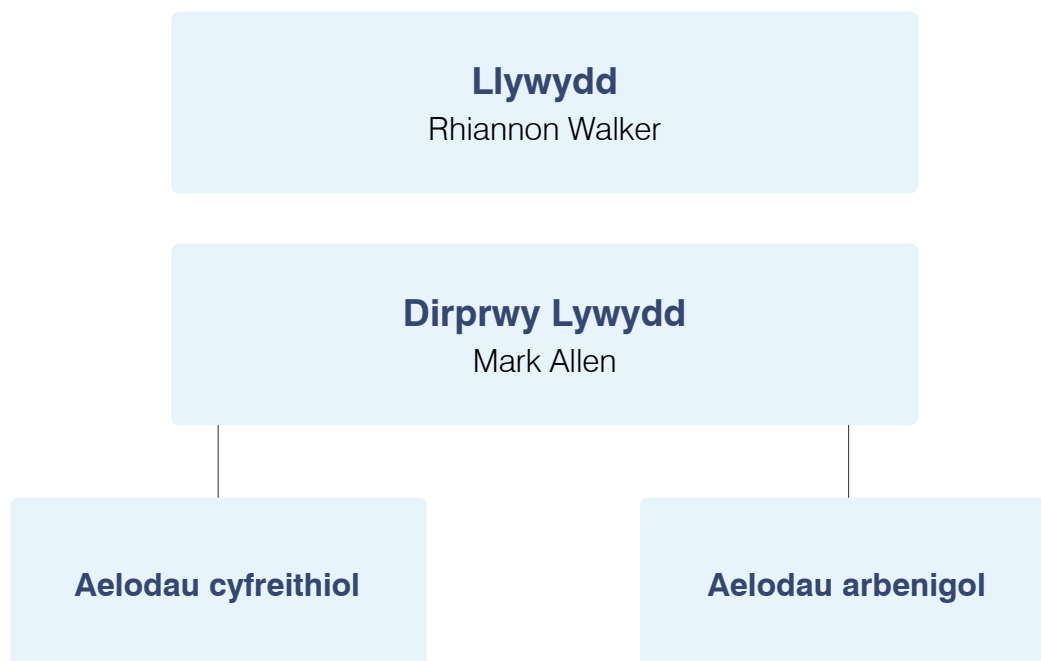 Llywydd
Rhiannon Walker
Dirprwy Lywydd
Mark Allen
Aelodau cyfreithiol
Aelodau arbenigol